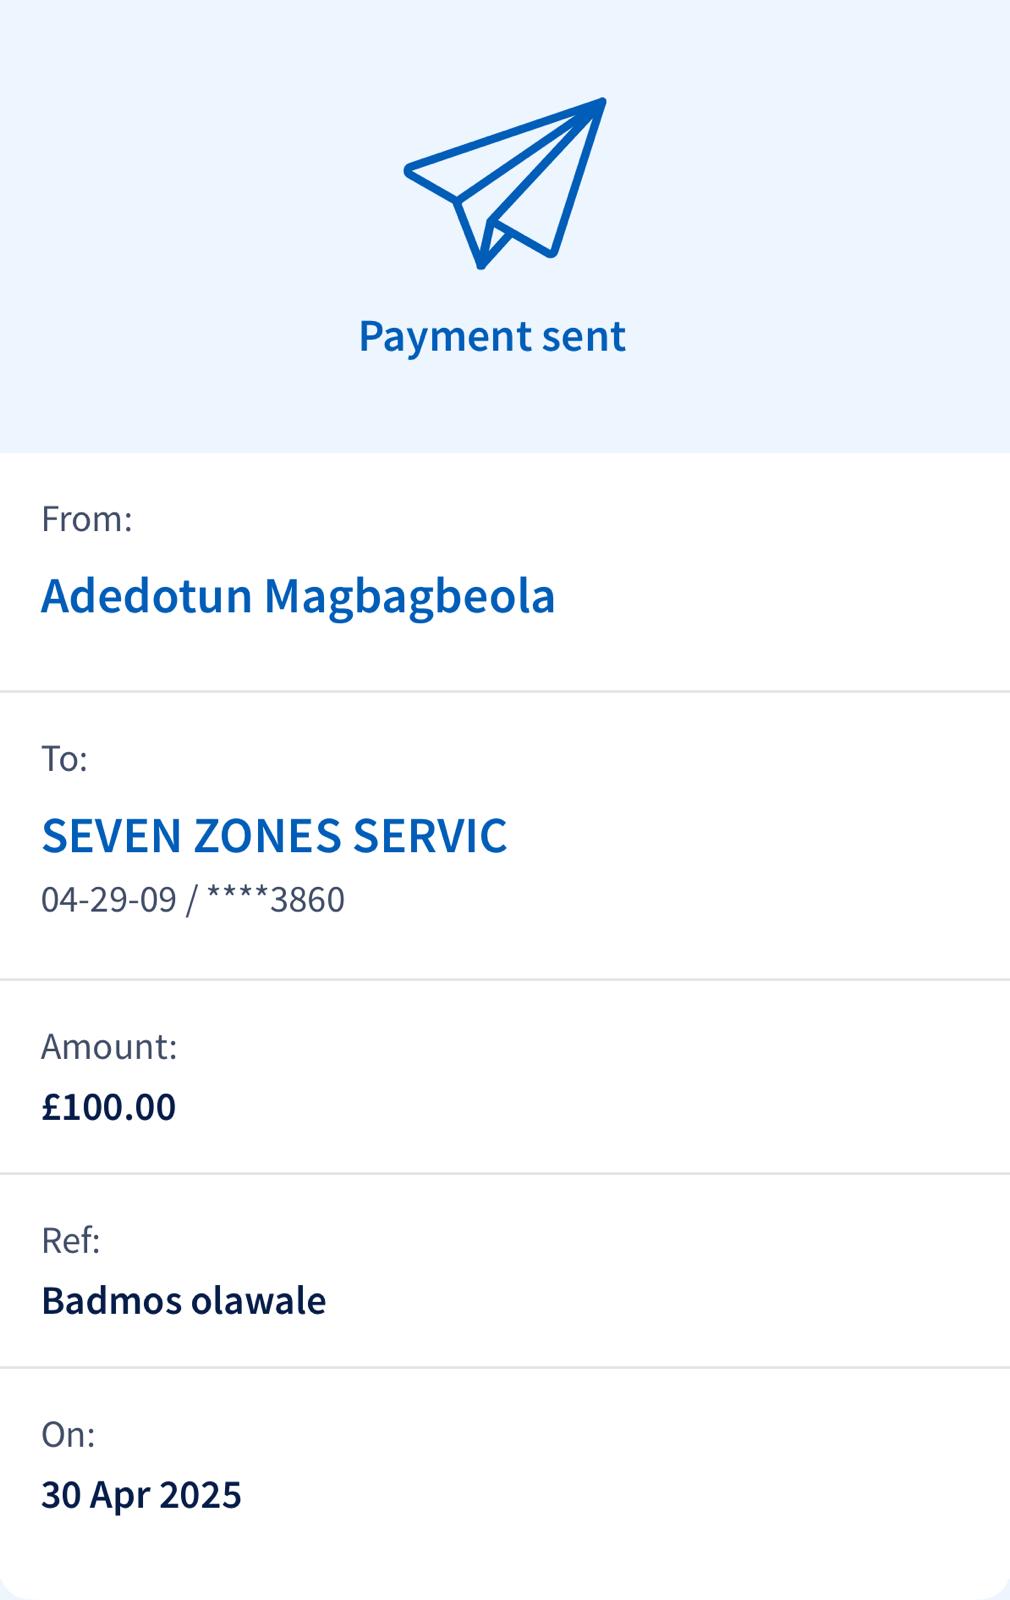 Payment sent
From:
Adedotun Magbagbeola
To:
SEVEN ZONES SERVIC
04-29-09 / ****3860
Amount:
£100.00
Ref:
Badmos olawale
On:
30 Apr 2025